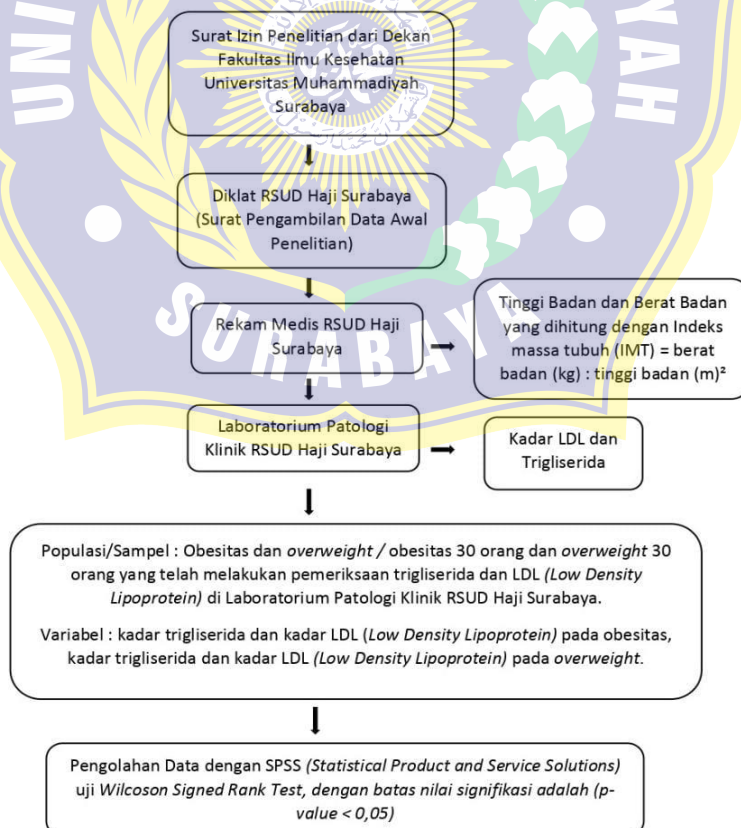 UNI
YAH
SURABAYA
Surat Izin Penelitian dari Dekan
Fakultas Ilmu Kesehatan
Universitas Muhammadiyah
Surabaya
Diklat RSUD Haji Surabaya
(Surat Pengambilan Data Awal
Penelitian)
Rekam Medis RSUD Haji
Surabaya
Tinggi Badan dan Berat Badan
yang dihitung dengan Indeks
massa tubuh (IMT) = berat
badan (kg) : tinggi badan (m)²
Laboratorium Patologi
Klinik RSUD Haji Surabaya
Kadar LDL dan
Trigliserida
Populasi/Sampel : Obesitas dan overweight / obesitas 30 orang dan overweight 30
orang yang telah melakukan pemeriksaan trigliserida dan LDL (Low Density
Lipoprotein) di Laboratorium Patologi Klinik RSUD Haji Surabaya.
Variabel : kadar trigliserida dan kadar LDL (Low Density Lipoprotein) pada obesitas,
kadar trigliserida dan kadar LDL (Low Density Lipoprotein) pada overweight.
Pengolahan Data dengan SPSS (Statistical Product and Service Solutions)
uji Wilcoson Signed Rank Test, dengan batas nilai signifikasi adalah (p-
value < 0,05)